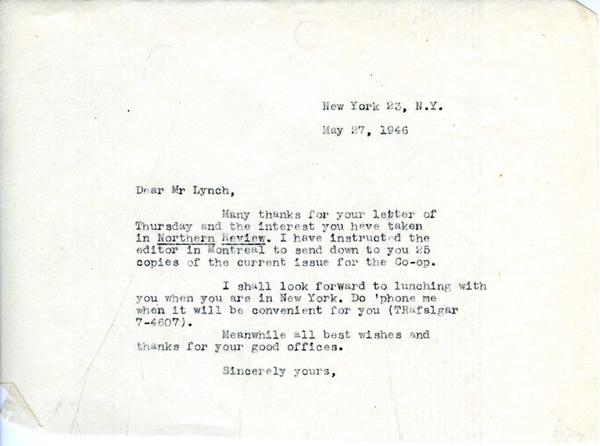 New York 23, N.Y.
May 27, 1946
Dear Mr Lynch,
Many thanks for your letter of
Thursday and the interest you have taken
in Northern Review. I have instructed the
editor in Montreal to send down to you 25
copies of the current issue for the Co-op.
I shall look forward to lunching with
you when you are in New York. Do 'phone me
when it will be convenient for you (TRafalgar
7-4607).
Meanwhile all best wishes and
thanks for your good offices.
Sincerely yours,